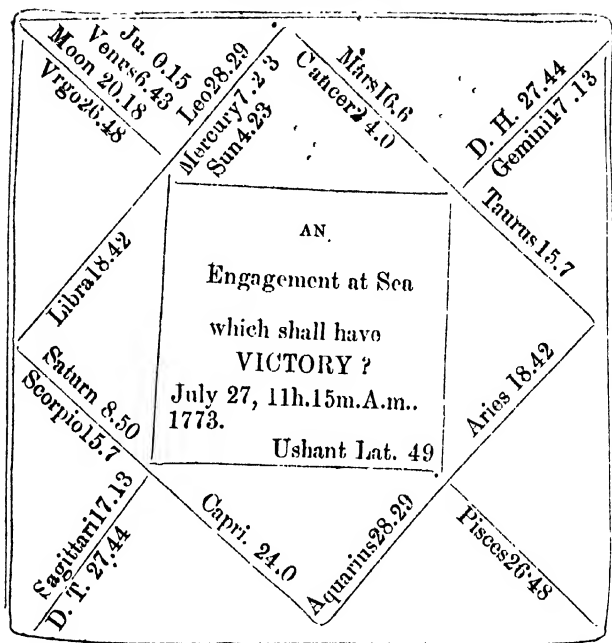 Ju. 0.15
Venus6.43
Moon 20.18
Vrgo26.48
Leo28.29
Mercury7.23
Sun4.23
Mars16.6
Cancer24.0
D. H. 27.44
Gemini17.13
Taurus15.7
Libra18.42
AN
Engagement at Sea
which shall have
VICTORY ?
July 27, 11h.15m.A.m..
1773.
Ushant Lat. 49
Aries 18.42
Saturn 8.50
Scorpio15.7
Sagittari17.13
D. T. 27.44
Capri. 24.0
Aquarius28.29
Pisces26.48